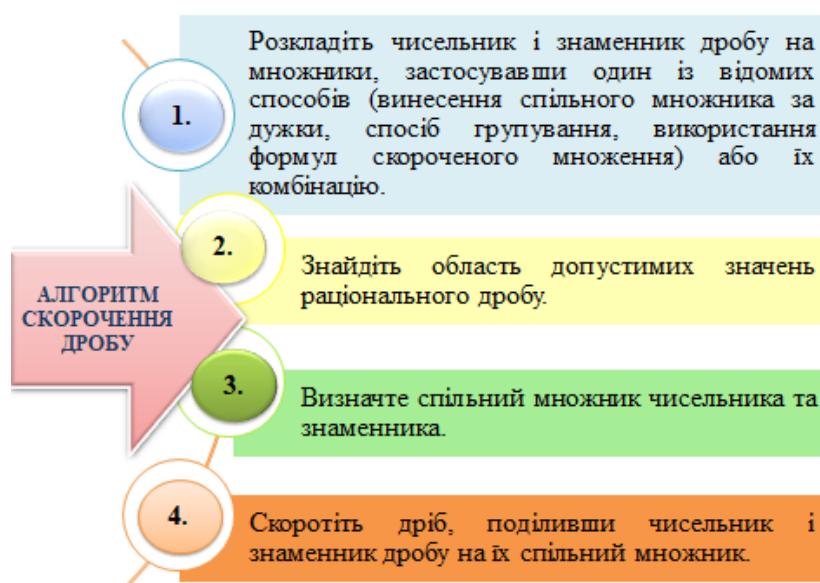 АЛГОРИТМ
СКОРОЧЕННЯ
ДРОБУ
1.
Розкладіть чисельник і знаменник дробу на
множники, застосувавши один із відомих
способів (винесення спільного множника за
дужки, спосіб групування, використання
формул скороченого множення) або їх
комбінацію.
2.
Знайдіть область допустимих значень
раціонального дробу.
3.
Визначте спільний множник чисельника та
знаменника.
4.
Скоротіть дріб, поділивши чисельник і
знаменник дробу на їх спільний множник.